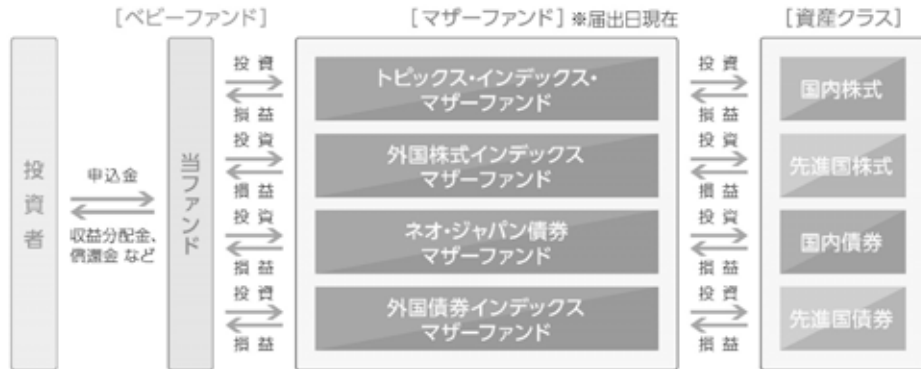 [ベビーファンド]
[マザーファンド] ※届出日現在
[資産クラス]
投資者
申込金
収益分配金、
償還金 など
当ファンド
投資
損益
投資
損益
投資
損益
投資
損益
トピックス・インデックス・
マザーファンド
外国株式インデックス
マザーファンド
ネオ・ジャパン債券
マザーファンド
外国債券インデックス
マザーファンド
投資
損益
投資
損益
投資
損益
投資
損益
国内株式
先進国株式
国内債券
先進国債券